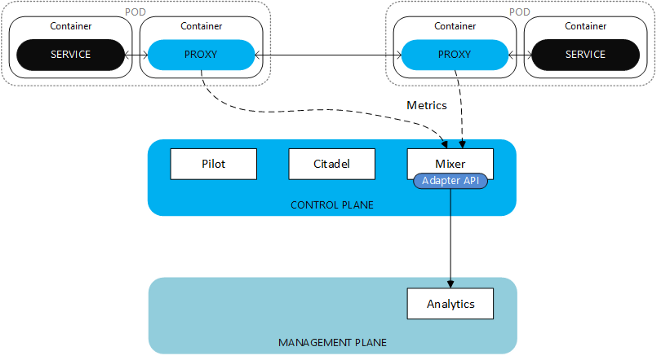 POD
POD
Container
Container
Container
Container
SERVICE
PROXY
PROXY
SERVICE
Metrics
Pilot
Citadel
Mixer
Adapter API
CONTROL PLANE
Analytics
MANAGEMENT PLANE